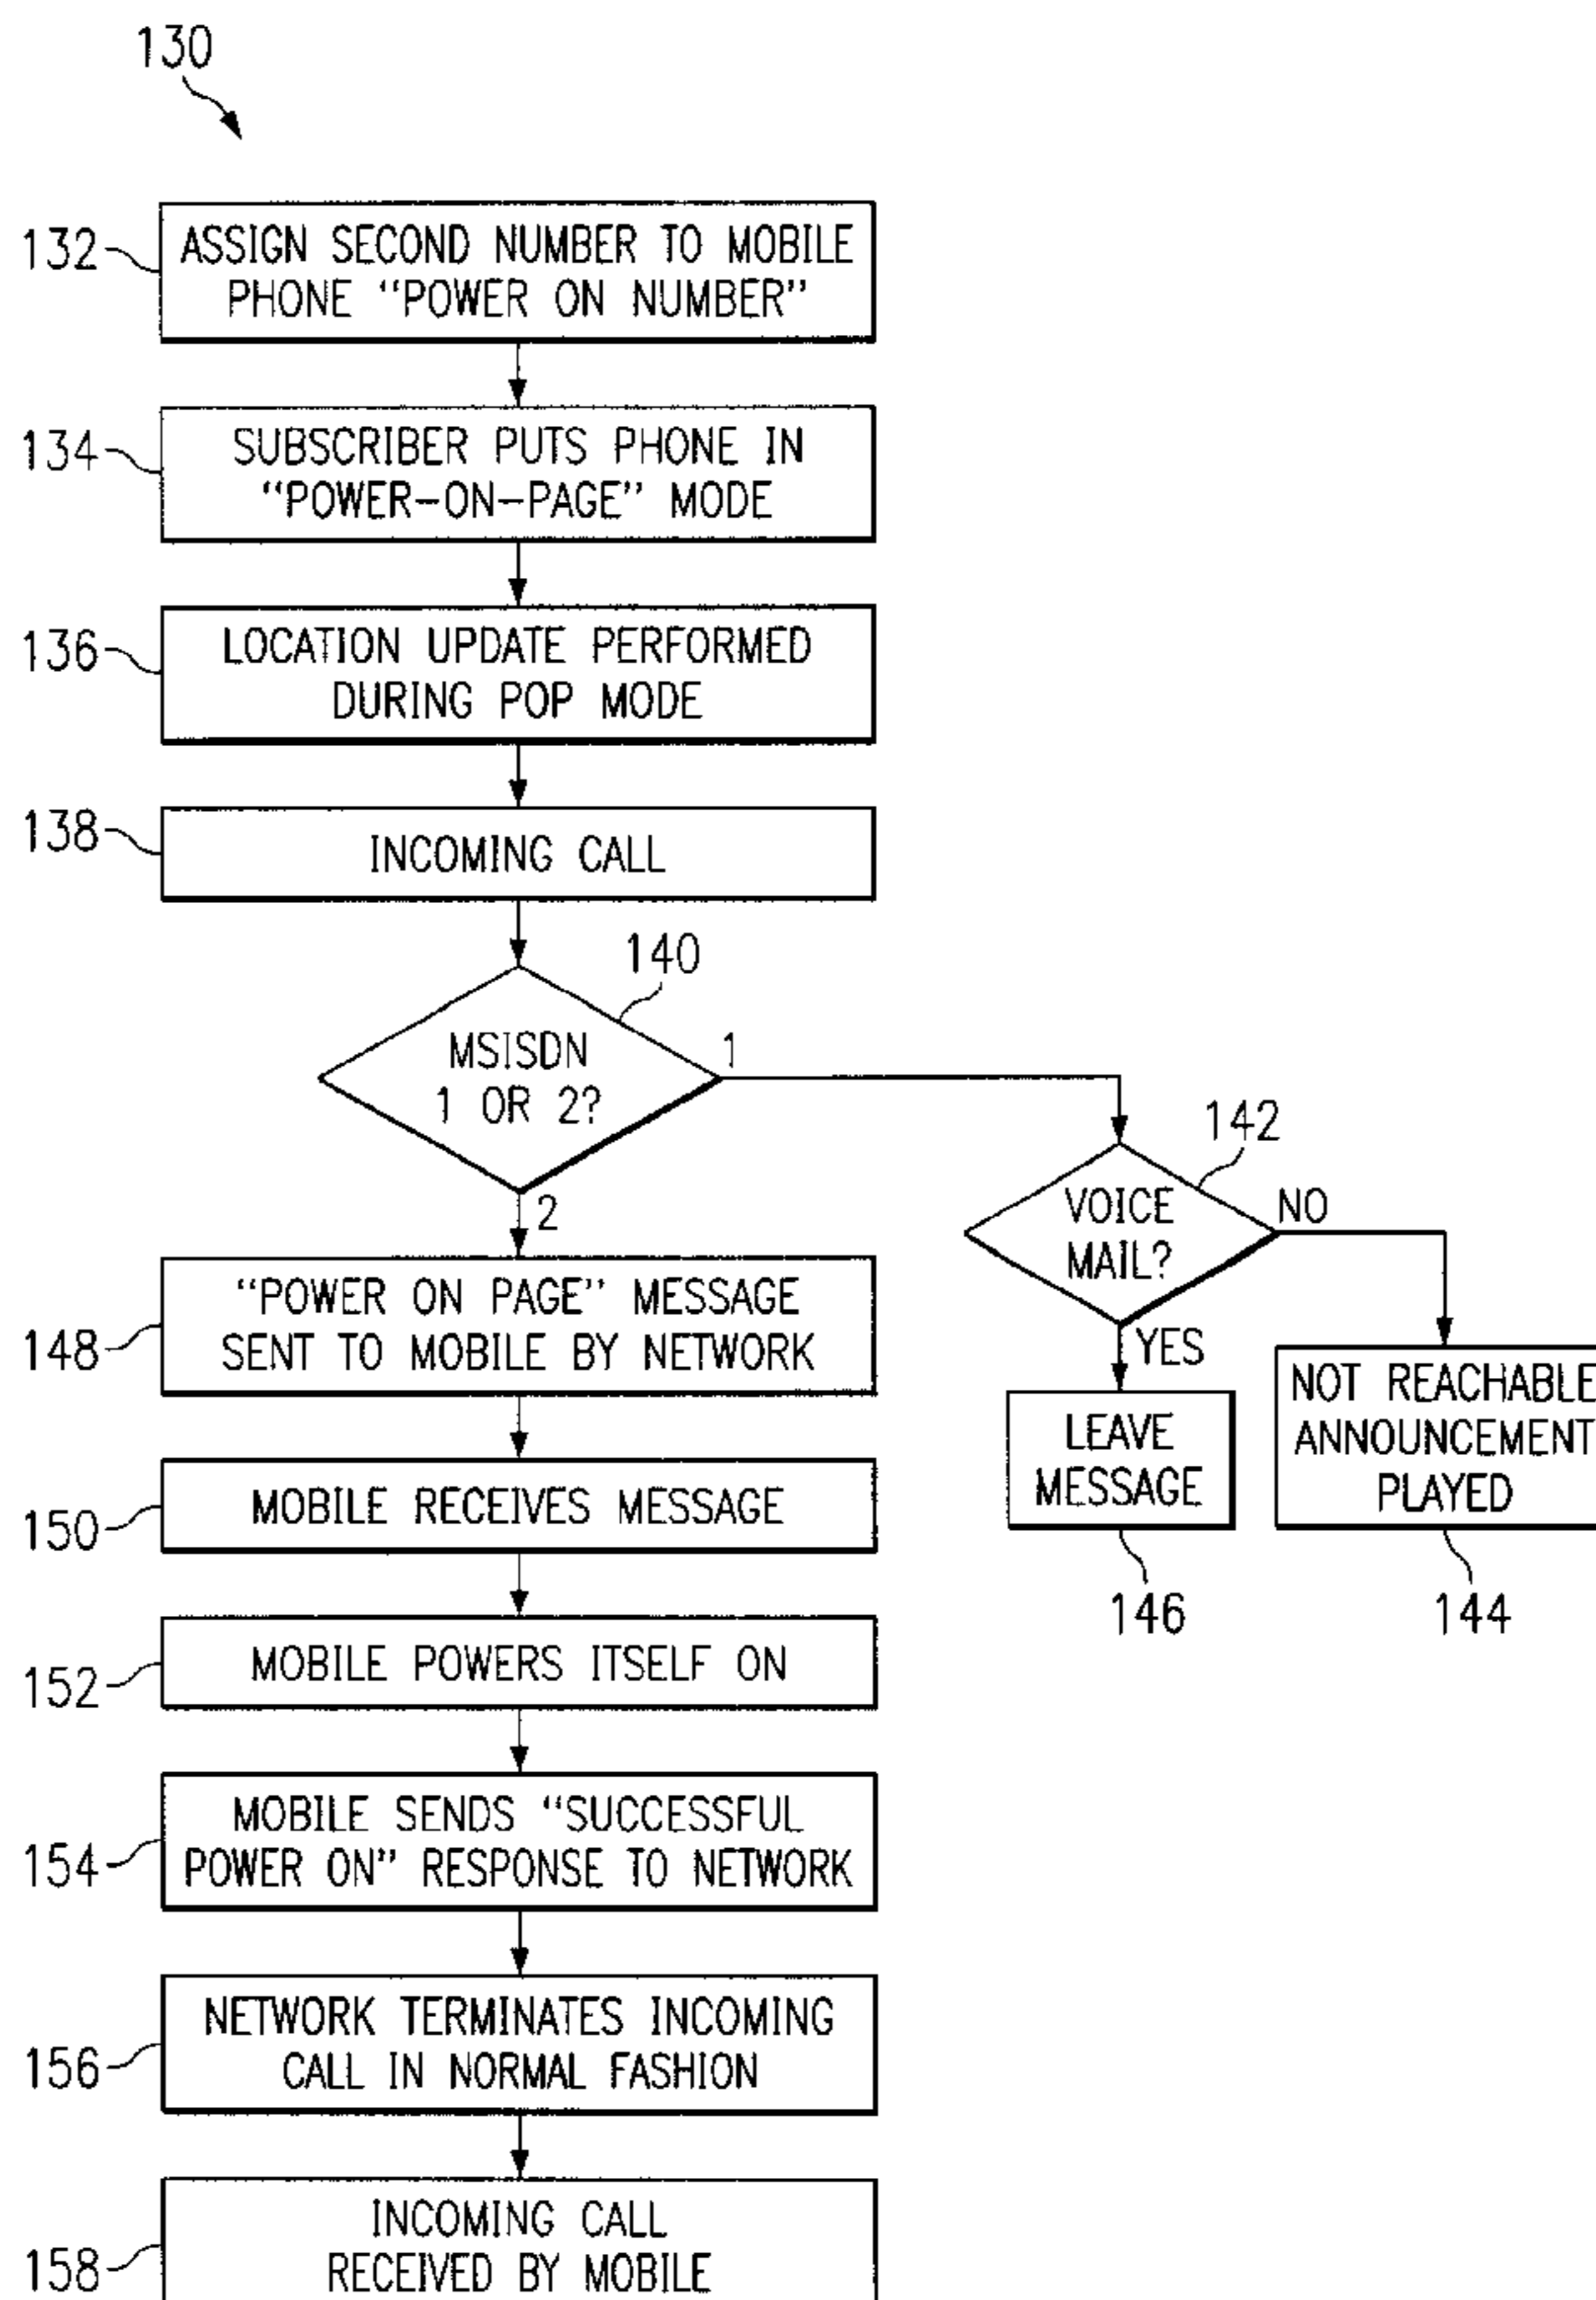 130
132
ASSIGN SECOND NUMBER TO MOBILE
PHONE “POWER ON NUMBER”
134
SUBSCRIBER PUTS PHONE IN
“POWER-ON-PAGE” MODE
136
LOCATION UPDATE PERFORMED
DURING POP MODE
138
INCOMING CALL
140
MSISDN
1 OR 2?
1
2
142
VOICE
MAIL?
NO
YES
148
“POWER ON PAGE” MESSAGE
SENT TO MOBILE BY NETWORK
LEAVE
MESSAGE
146
NOT REACHABLE
ANNOUNCEMENT
PLAYED
144
150
MOBILE RECEIVES MESSAGE
152
MOBILE POWERS ITSELF ON
154
MOBILE SENDS “SUCCESSFUL
POWER ON” RESPONSE TO NETWORK
156
NETWORK TERMINATES INCOMING
CALL IN NORMAL FASHION
158
INCOMING CALL
RECEIVED BY MOBILE